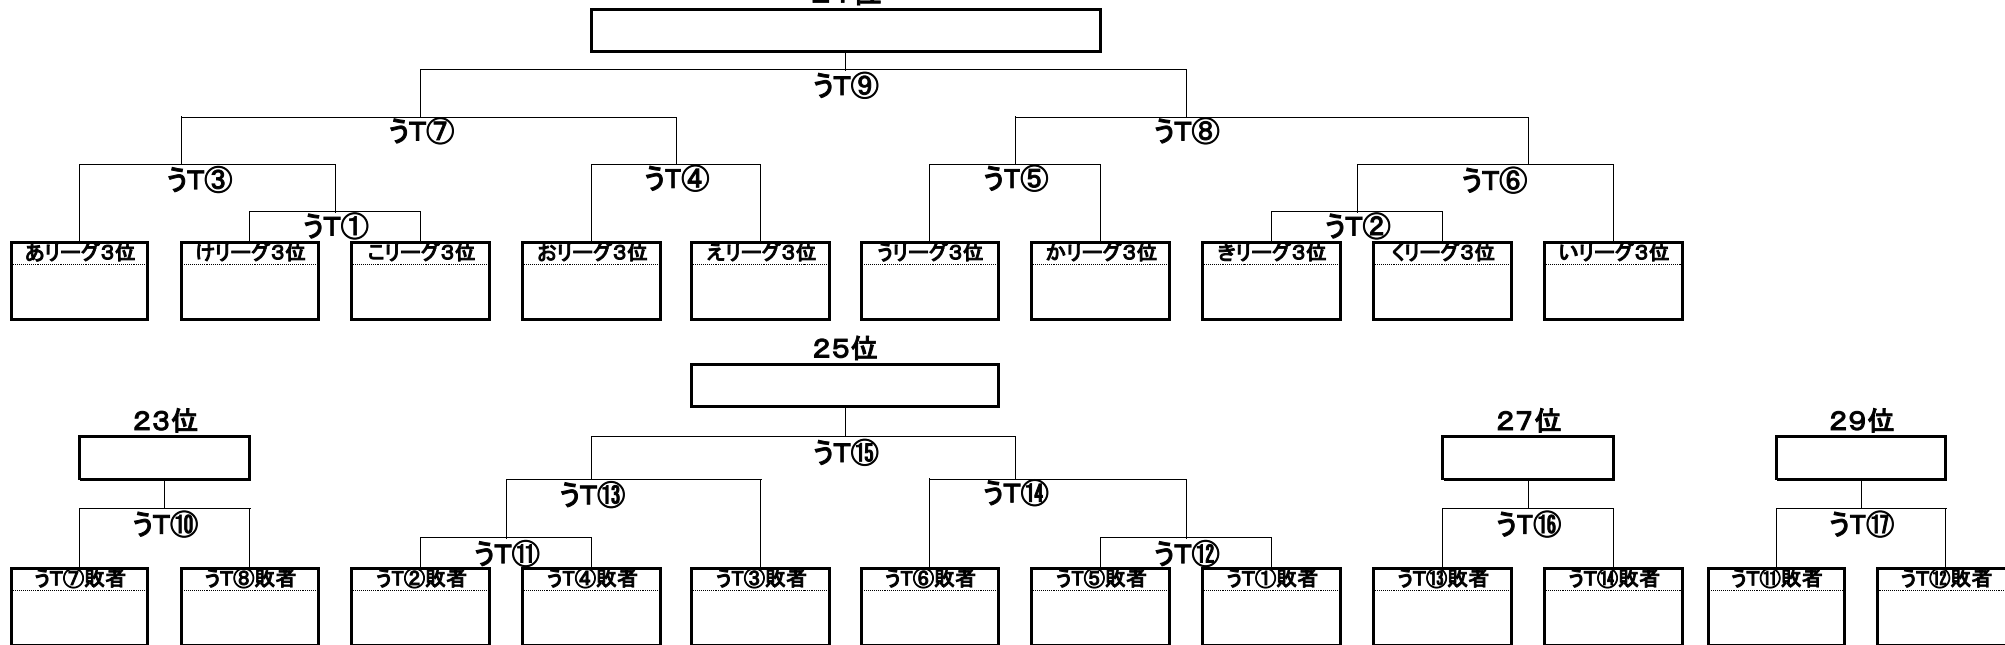 うT⑨
うT⑦ うT⑧
うT③ うT④ うT⑤ うT⑥
うT① うT②
あリーグ3位 けリーグ3位 こリーグ3位 おリーグ3位 えリーグ3位 うリーグ3位 かリーグ3位 きリーグ3位 くリーグ3位 いリーグ3位
25位
23位 27位 29位
うT⑮
うT⑬ うT⑭
うT⑩ うT⑯ うT⑰
うT⑪ うT⑫
うT⑦敗者 うT⑧敗者 うT②敗者 うT④敗者 うT③敗者 うT⑥敗者 うT⑤敗者 うT①敗者 うT⑬敗者 うT⑭敗者 うT⑪敗者 うT⑫敗者